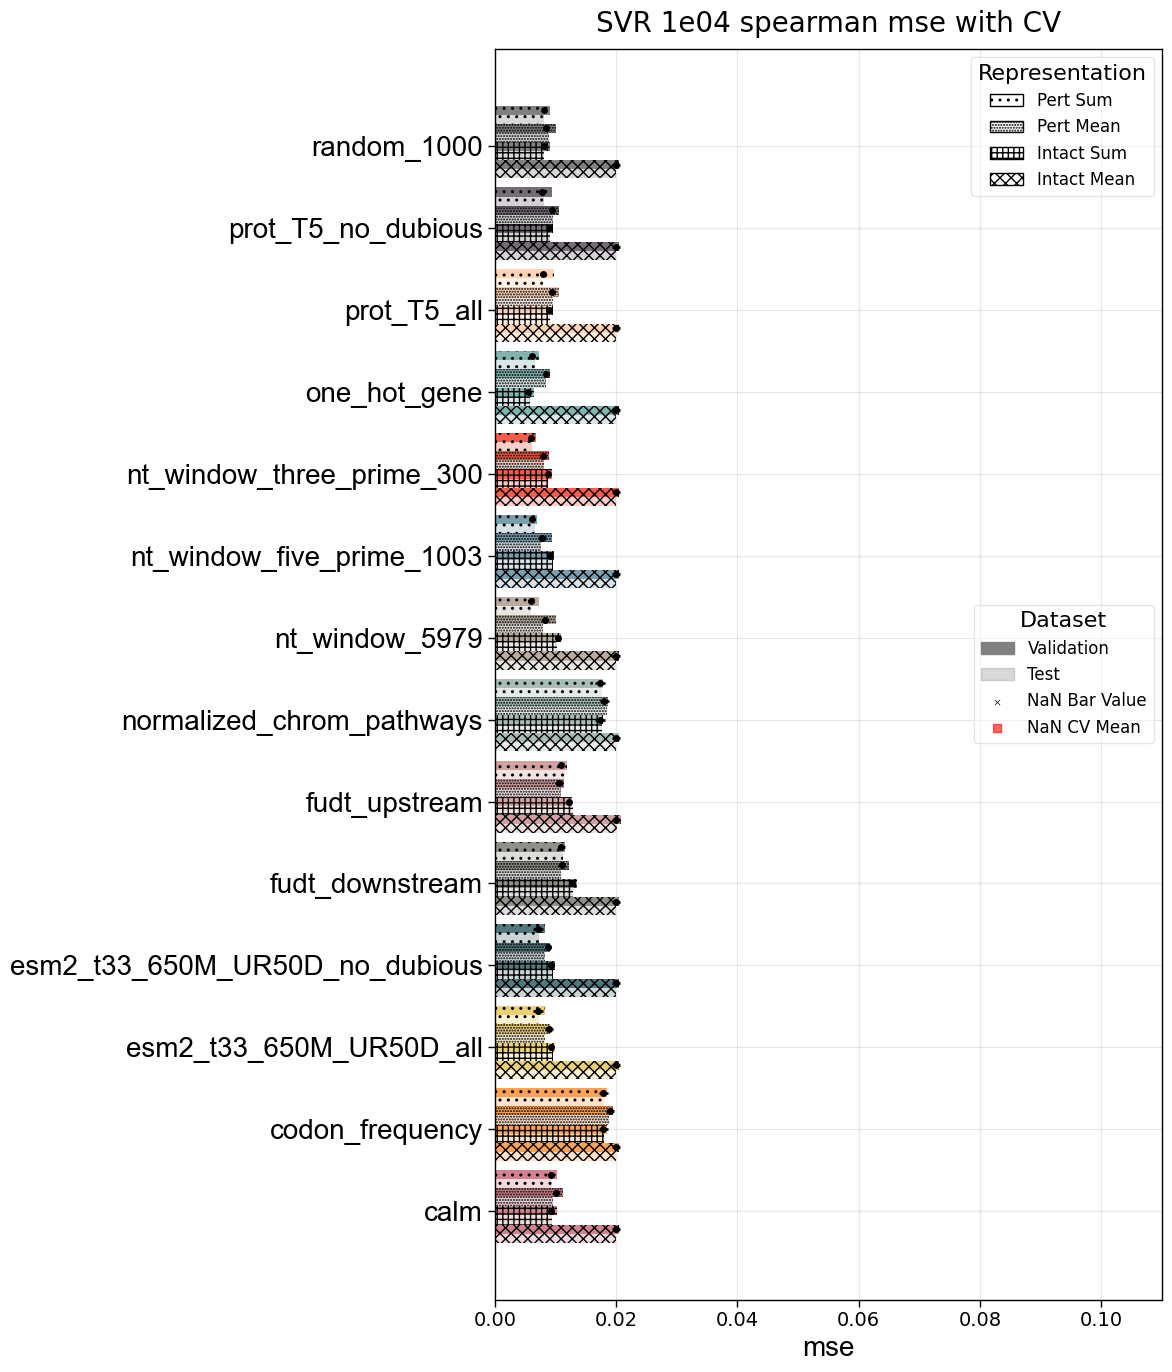 SVR 1e04 spearman mse with CV
Representation
Pert Sum
Pert Mean
Intact Sum
Intact Mean
random_1000
prot_T5_no_dubious
prot_T5_all
one_hot_gene
nt_window_three_prime_300
nt_window_five_prime_1003
nt_window_5979
normalized_chrom_pathways
fudt_upstream
fudt_downstream
esm2_t33_650M_UR50D_no_dubious
esm2_t33_650M_UR50D_all
codon_frequency
calm
Dataset
Validation
Test
NaN Bar Value
NaN CV Mean
0.00 0.02 0.04 0.06 0.08 0.10
mse